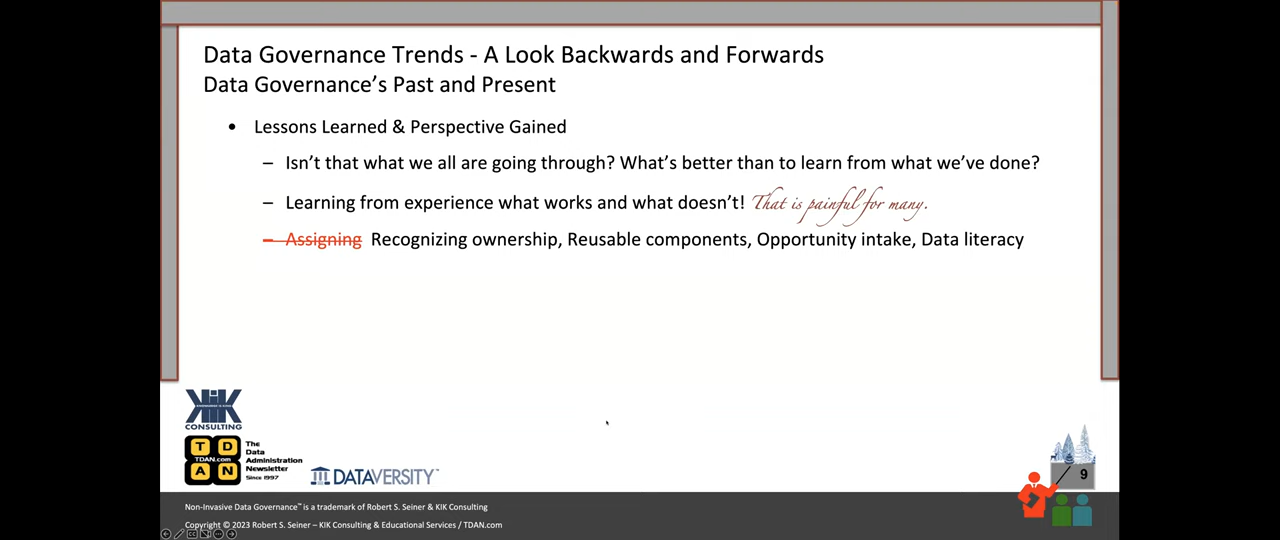 Data Governance Trends - A Look Backwards and Forwards
Data Governance's Past and Present
• Lessons Learned & Perspective Gained
– Isn't that what we all are going through? What's better than to learn from what we've done?
– Learning from experience what works and what doesn't! That is painful for many.
– Assigning Recognizing ownership, Reusable components, Opportunity intake, Data literacy
KIK
CONSULTING
T D
TDAN.com
A N
The
Data
Administration
Newsletter
Since 1997
DATAVERSITY
9
Non-Invasive Data Governance™ is a trademark of Robert S. Seiner & KIK Consulting
Copyright © 2023 Robert S. Seiner – KIK Consulting & Educational Services / TDAN.com